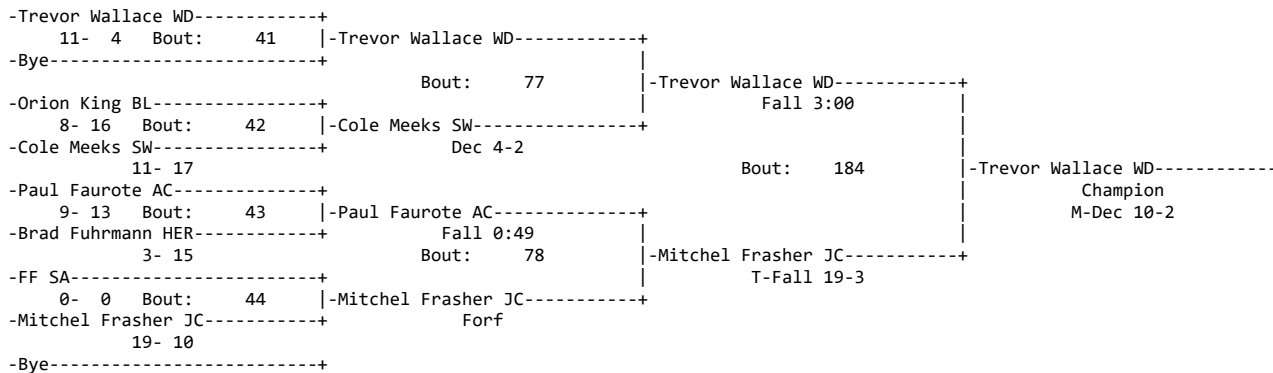 -Trevor Wallace WD------------+
11- 4 Bout: 41 |-Trevor Wallace WD------------+
-Bye--------------------------+ |
Bout: 77 |-Trevor Wallace WD------------+
-Orion King BL----------------+ | Fall 3:00 |
8- 16 Bout: 42 |-Cole Meeks SW----------------+ |
-Cole Meeks SW----------------+ Dec 4-2 |
11- 17 Bout: 184 |-Trevor Wallace WD------------
-Paul Faurote AC--------------+ | Champion
9- 13 Bout: 43 |-Paul Faurote AC--------------+ | M-Dec 10-2
-Brad Fuhrmann HER------------+ Fall 0:49 | |
3- 15 Bout: 78 |-Mitchel Frasher JC-----------+
-FF SA------------------------+ | T-Fall 19-3
0- 0 Bout: 44 |-Mitchel Frasher JC-----------+
-Mitchel Frasher JC-----------+ Forf
19- 10
-Bye--------------------------+